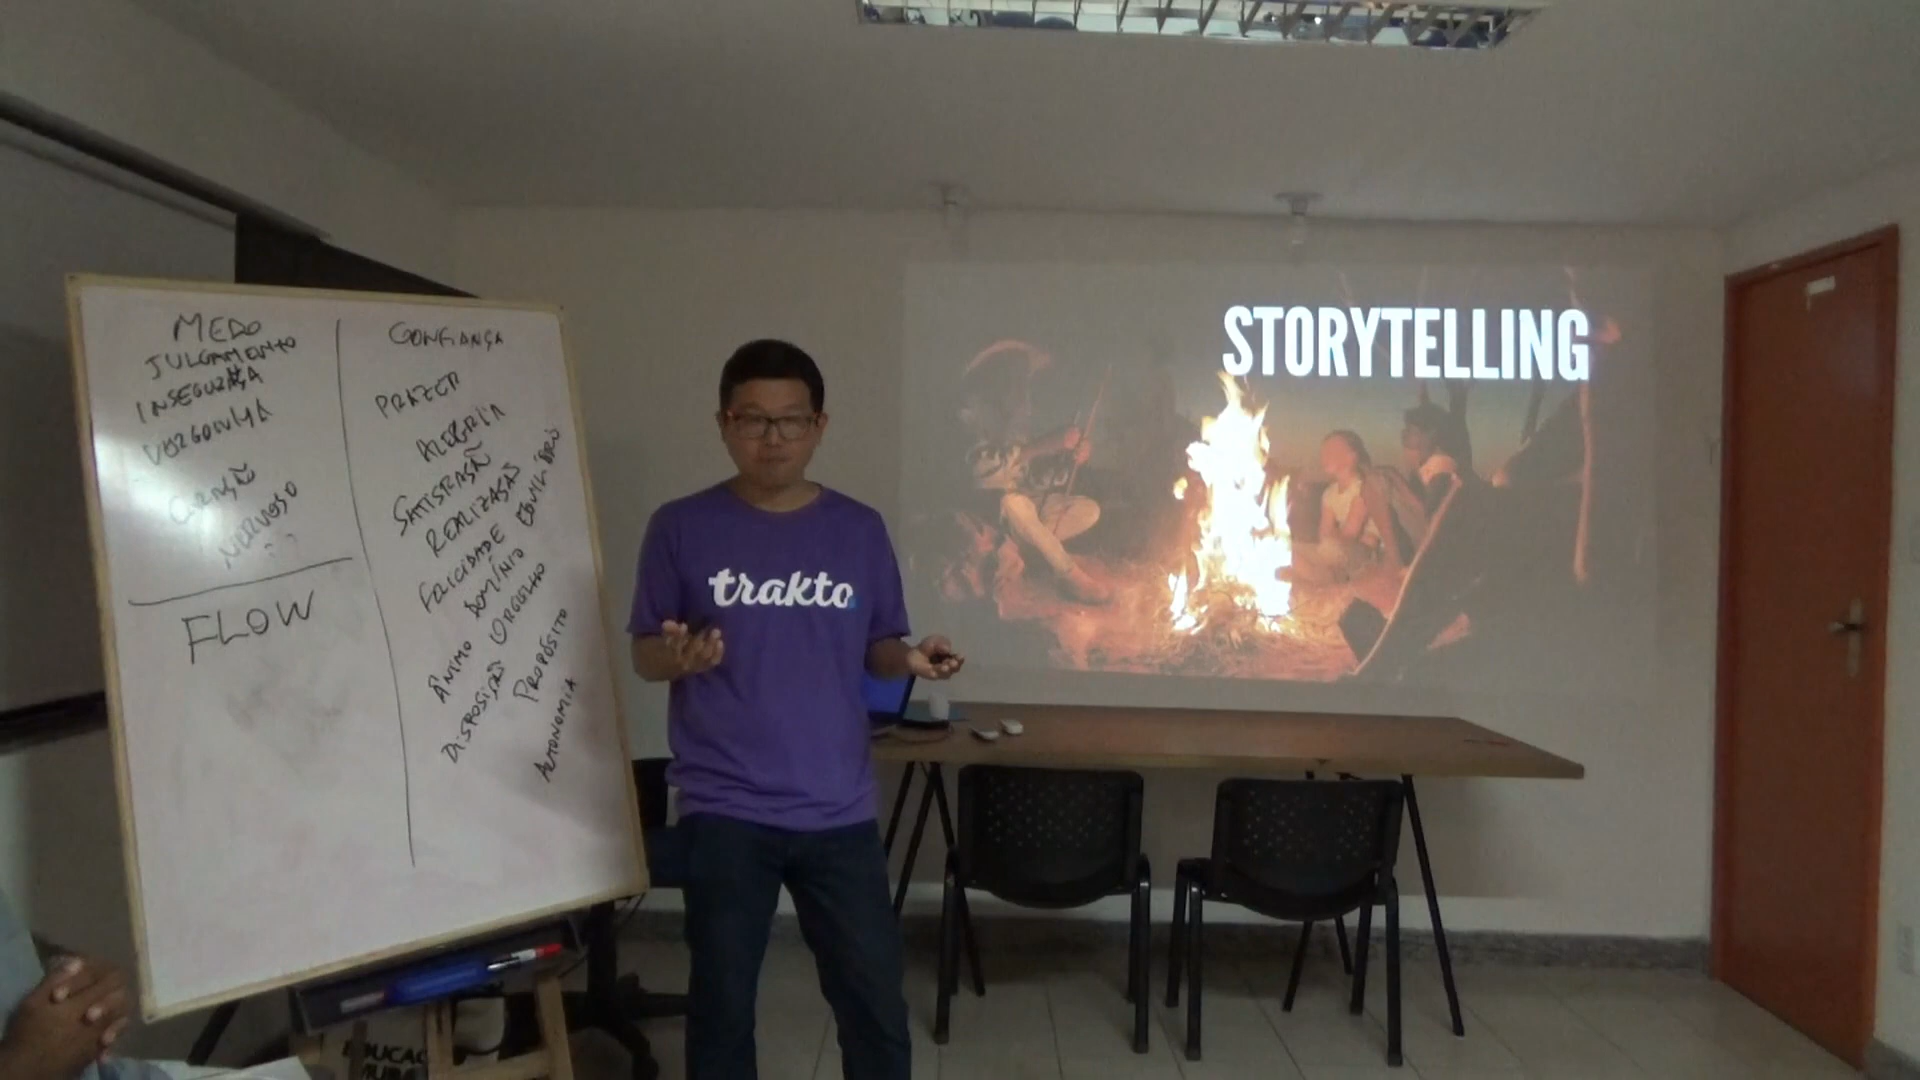 MEDO
JULGAMENTO
INSEGURAÇA
VERGONHA
NERVOSO
FLOW
CONFIANÇA
PRAZER
ALEGRIA
SATISFAÇÃO
REALIZAÇÃO
FELICIDADE EQUILÍBRIO
DOMÍNIO
ÂNIMO ORGULHO
DISPOSIÇÃO PROPÓSITO
AUTONOMIA
trakto
STORYTELLING